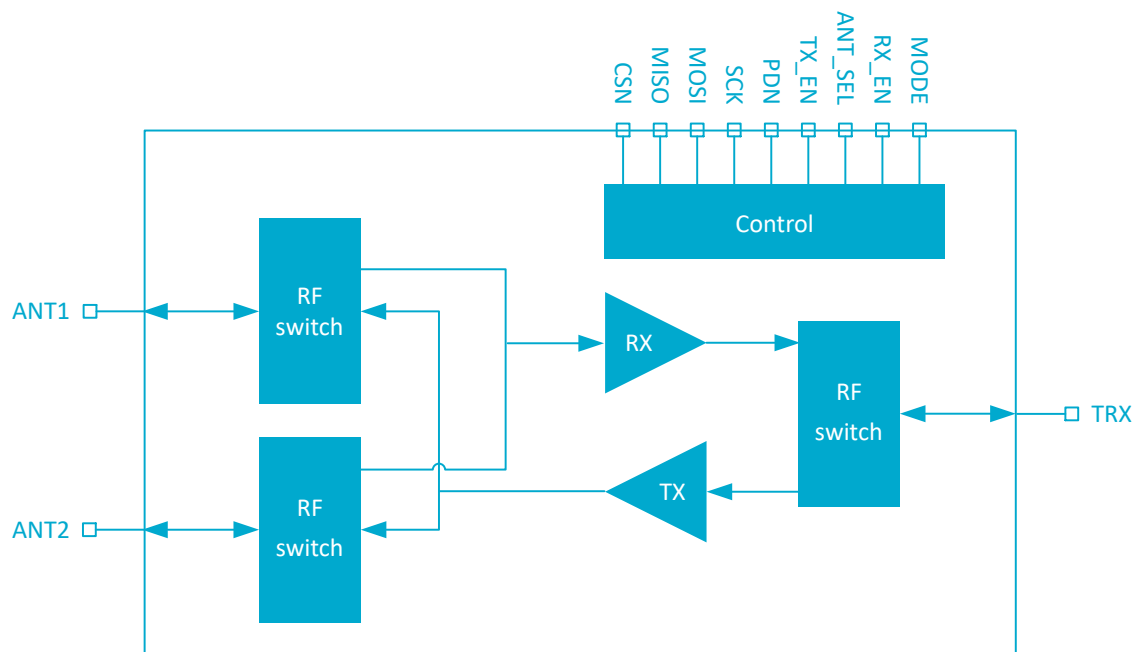 CSN
MISO
MOSI
SCK
PDN
TX_EN
ANT_SEL
RX_EN
MODE
Control
RF
switch
ANT1
RX
RF
switch
TRX
RF
switch
TX
ANT2